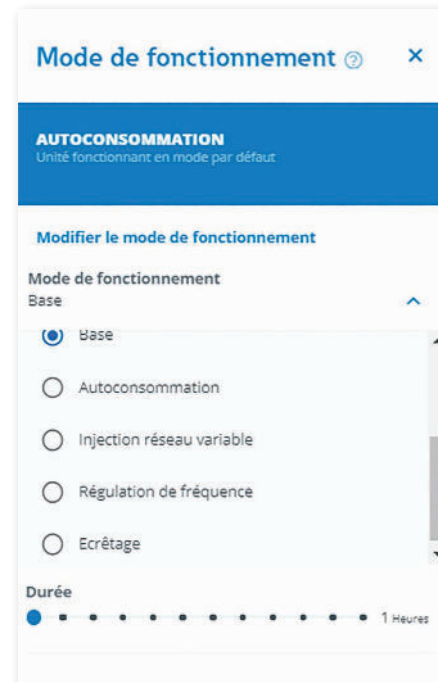 Mode de fonctionnement ? ×
AUTOCONSOMMATION
Unité fonctionnant en mode par défaut
Modifier le mode de fonctionnement
Mode de fonctionnement
Base
Base
Autoconsommation
Injection réseau variable
Régulation de fréquence
Ecrêtage
Durée
1 Heures